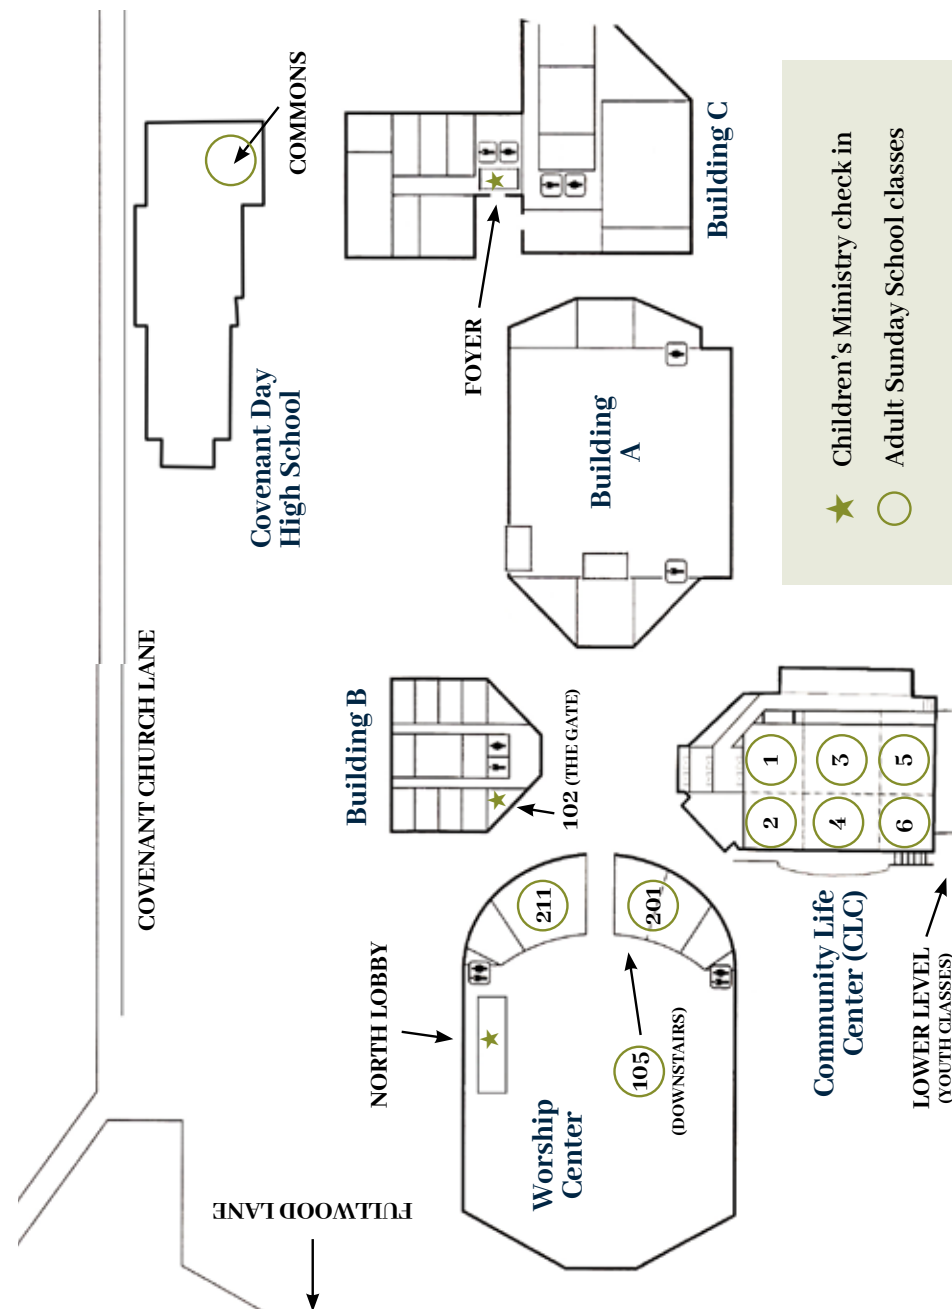 COVENANT CHURCH LANE
FULLWOOD LANE
COMMONS
Covenant Day
High School
NORTH LOBBY
Building B
102 (THE GATE)
FOYER
Building C
Building
A
Worship
Center
211
201
105
(DOWNSTAIRS)
Community Life
Center (CLC)
2
1
4
3
6
5
LOWER LEVEL
(YOUTH CLASSES)
Children's Ministry check in
Adult Sunday School classes